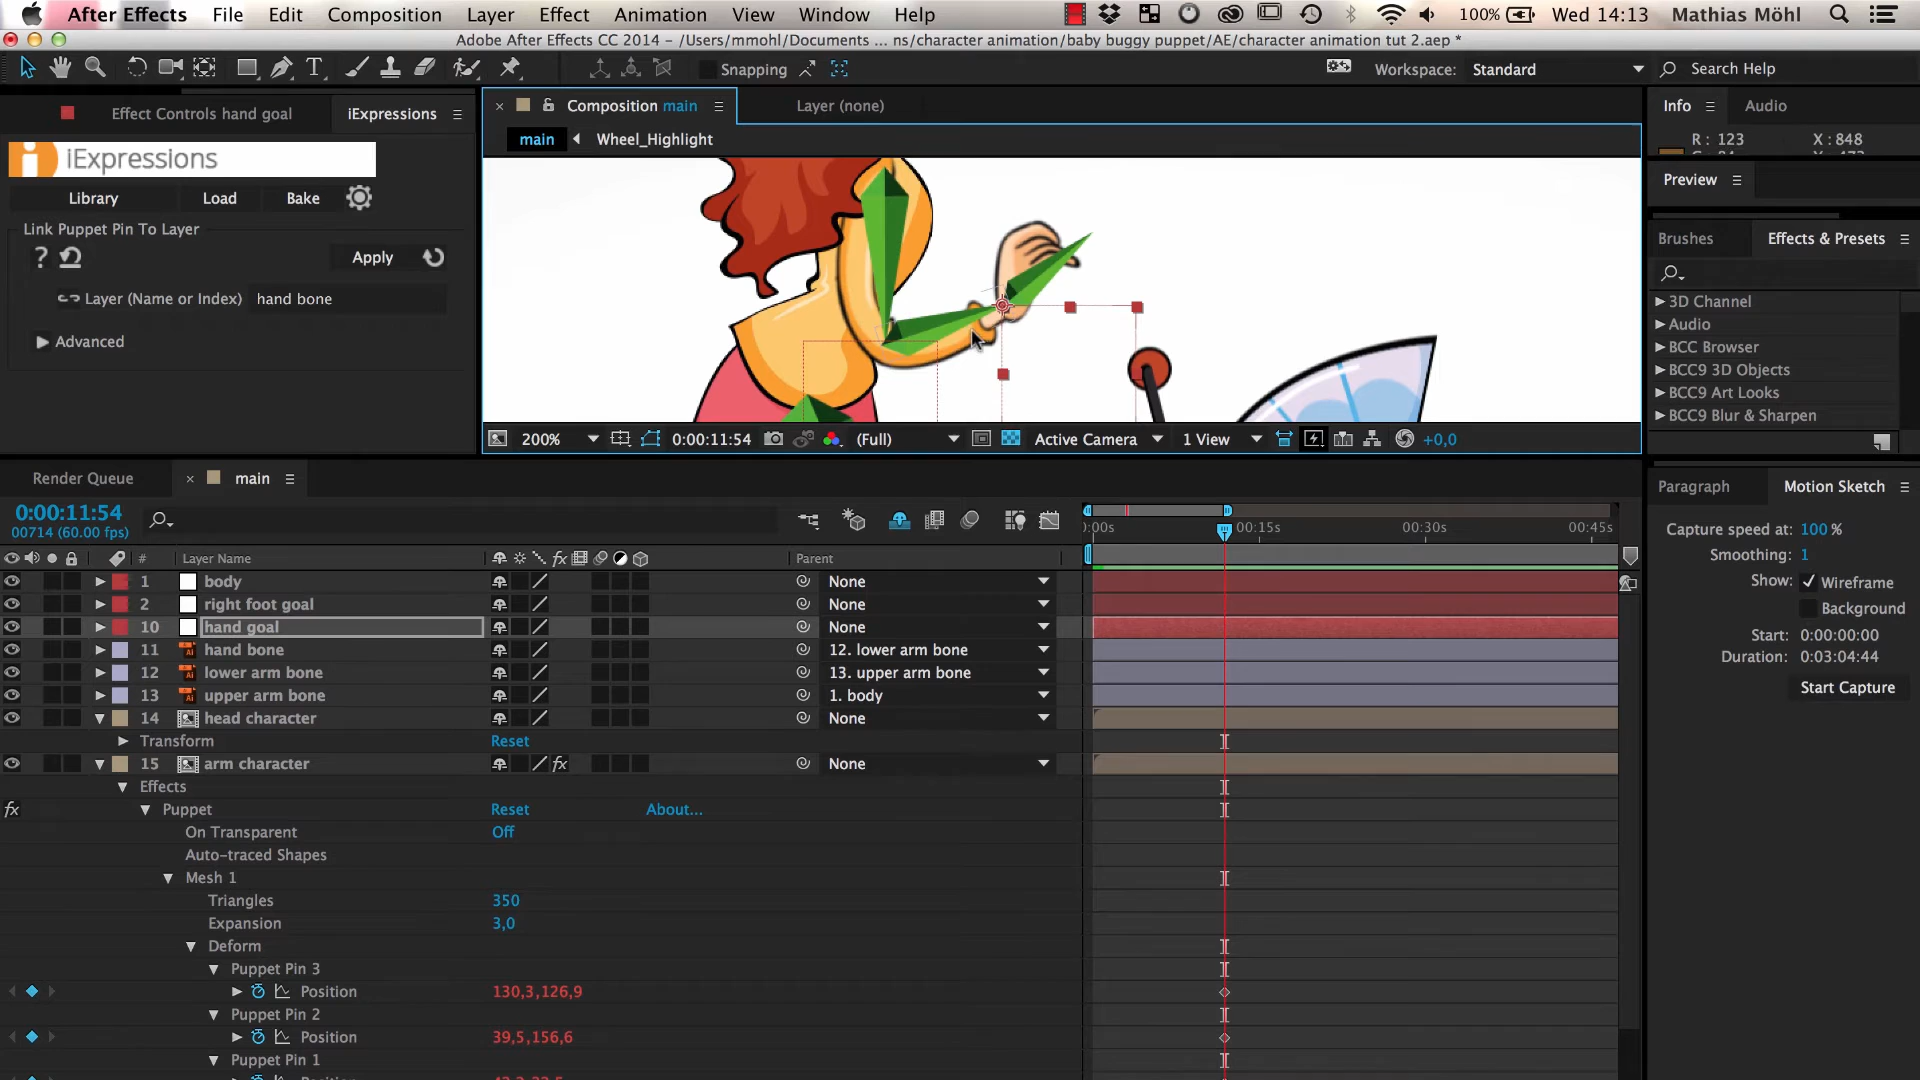 After Effects File Edit Composition Layer Effect Animation View Window Help 100% Wed 14:13 Mathias Möhl
Adobe After Effects CC 2014 - /Users/mmohl/Documents ... ns/character animation/baby buggy puppet/AE/character animation tut 2.aep *
Snapping Workspace: Standard Search Help
Effect Controls hand goal iExpressions
Composition main Layer (none)
Info Audio
main Wheel_Highlight
R : 123 X : 848
iExpressions
Library Load Bake
Preview
Link Puppet Pin To Layer
Brushes Effects & Presets
? Apply
Layer (Name or Index) hand bone
Advanced
3D Channel
Audio
BCC Browser
BCC9 3D Objects
BCC9 Art Looks
BCC9 Blur & Sharpen
200% 0:00:11:54 (Full) Active Camera 1 View +0,0
Render Queue main
Paragraph Motion Sketch
0:00:11:54
00714 (60.00 fps)
:00s 00:15s 00:30s 00:45s
Capture speed at: 100 %
Smoothing: 1
Show: Wireframe
Background
Start: 0:00:00:00
Duration: 0:03:04:44
Start Capture
# Layer Name fx Parent
1 body None
2 right foot goal None
10 hand goal None
11 hand bone 12. lower arm bone
12 lower arm bone 13. upper arm bone
13 upper arm bone 1. body
14 head character None
Transform Reset
15 arm character fx None
Effects
fx Puppet Reset About...
On Transparent Off
Auto-traced Shapes
Mesh 1
Triangles 350
Expansion 3,0
Deform
Puppet Pin 3
Position 130,3,126,9
Puppet Pin 2
Position 39,5,156,6
Puppet Pin 1